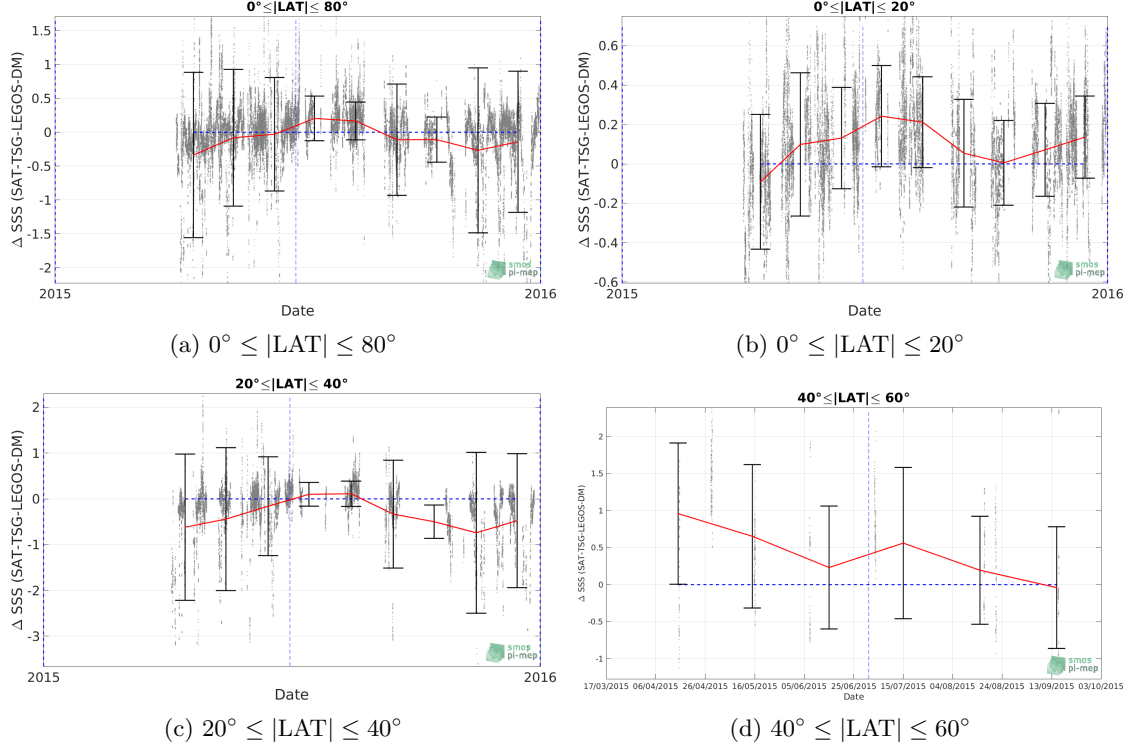 0°≤|LAT|≤ 80°
Δ SSS (SAT-TSG-LEGOS-DM)
1.5
1
0.5
0
-0.5
-1
-1.5
-2
2015
2016
Date
smos
pi-mep
(a) 0° ≤ |LAT| ≤ 80°
0°≤|LAT|≤ 20°
Δ SSS (SAT-TSG-LEGOS-DM)
0.6
0.4
0.2
0
-0.2
-0.4
-0.6
2015
2016
Date
smos
pi-mep
(b) 0° ≤ |LAT| ≤ 20°
20°≤|LAT|≤ 40°
Δ SSS (SAT-TSG-LEGOS-DM)
2
1
0
-1
-2
-3
2015
2016
Date
smos
pi-mep
(c) 20° ≤ |LAT| ≤ 40°
40°≤|LAT|≤ 60°
Δ SSS (SAT-TSG-LEGOS-DM)
2
1.5
1
0.5
0
-0.5
-1
17/03/2015 06/04/2015 26/04/2015 16/05/2015 05/06/2015 25/06/2015 15/07/2015 04/08/2015 24/08/2015 13/09/2015 03/10/2015
Date
smos
pi-mep
(d) 40° ≤ |LAT| ≤ 60°